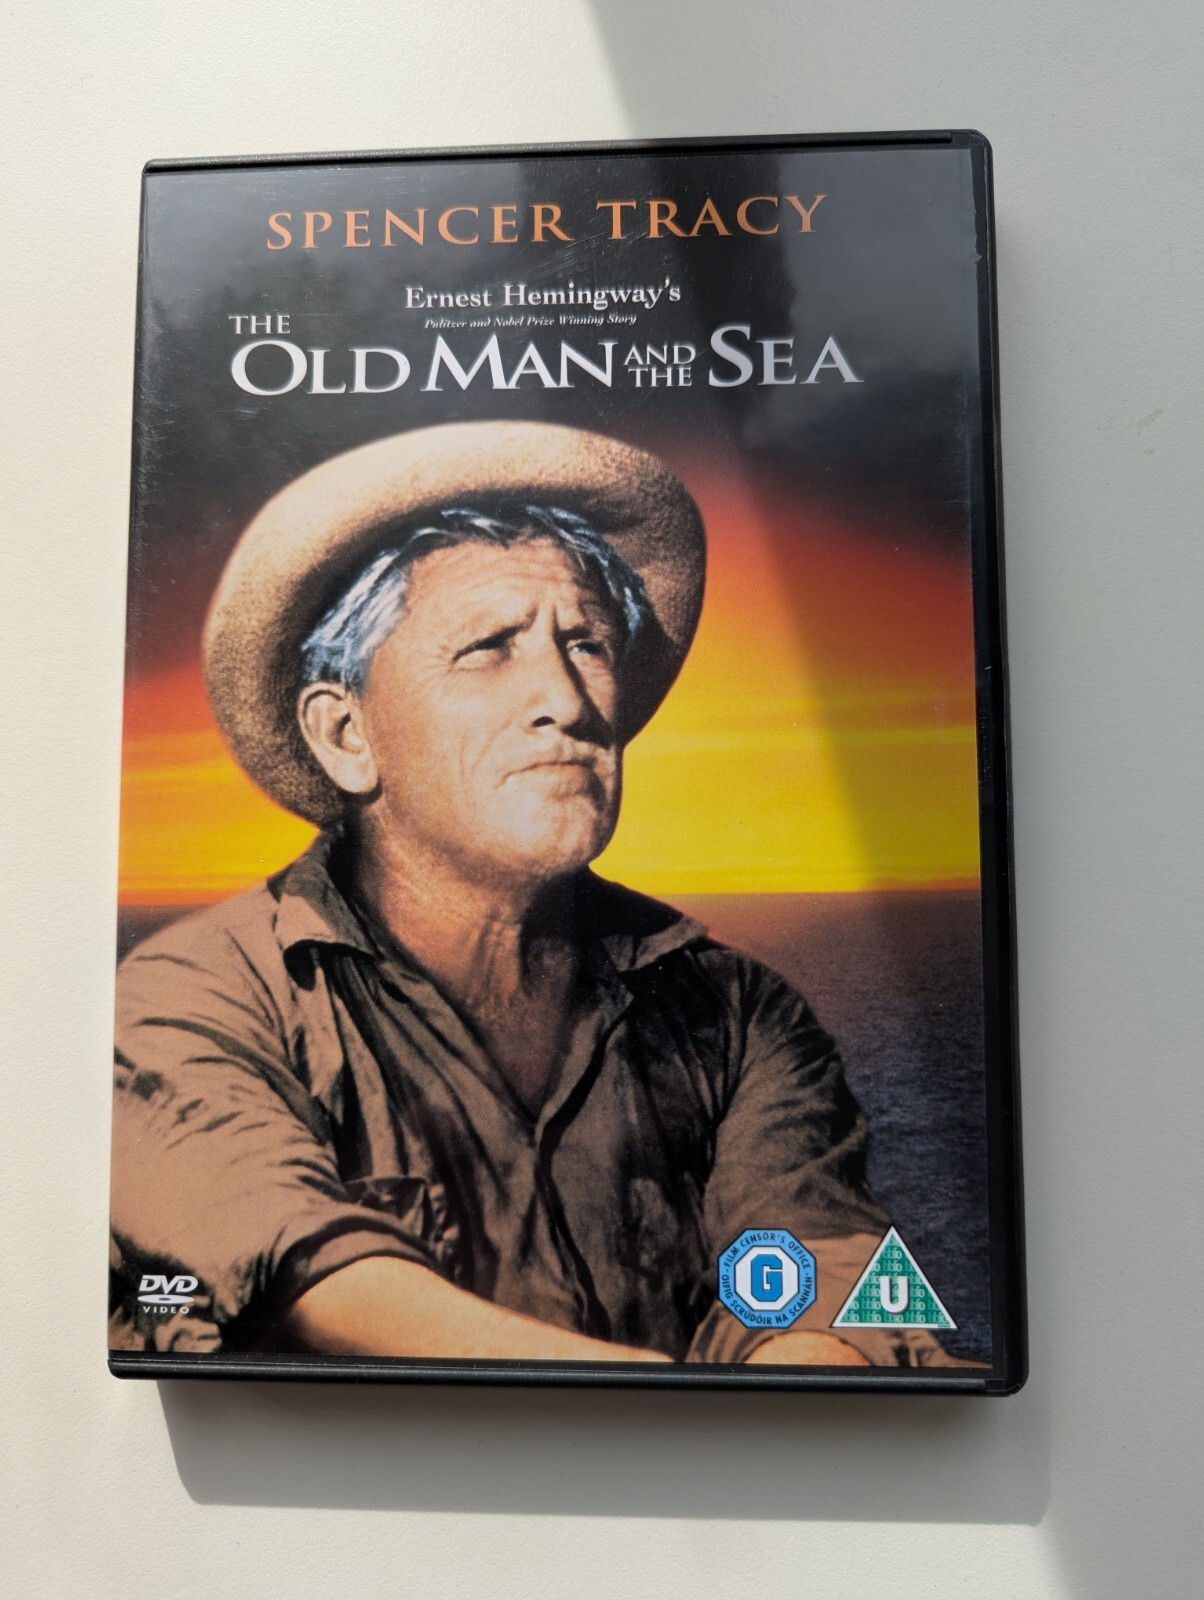 SPENCER TRACY
Ernest Hemingway's
Pulitzer and Nobel Prize Winning Story
THE
OLD MAN AND THE SEA
DVD
VIDEO
FILM CENSOR'S OFFICE
G
OIFIG SCRÚDÓIR NA SCANNÁN
U